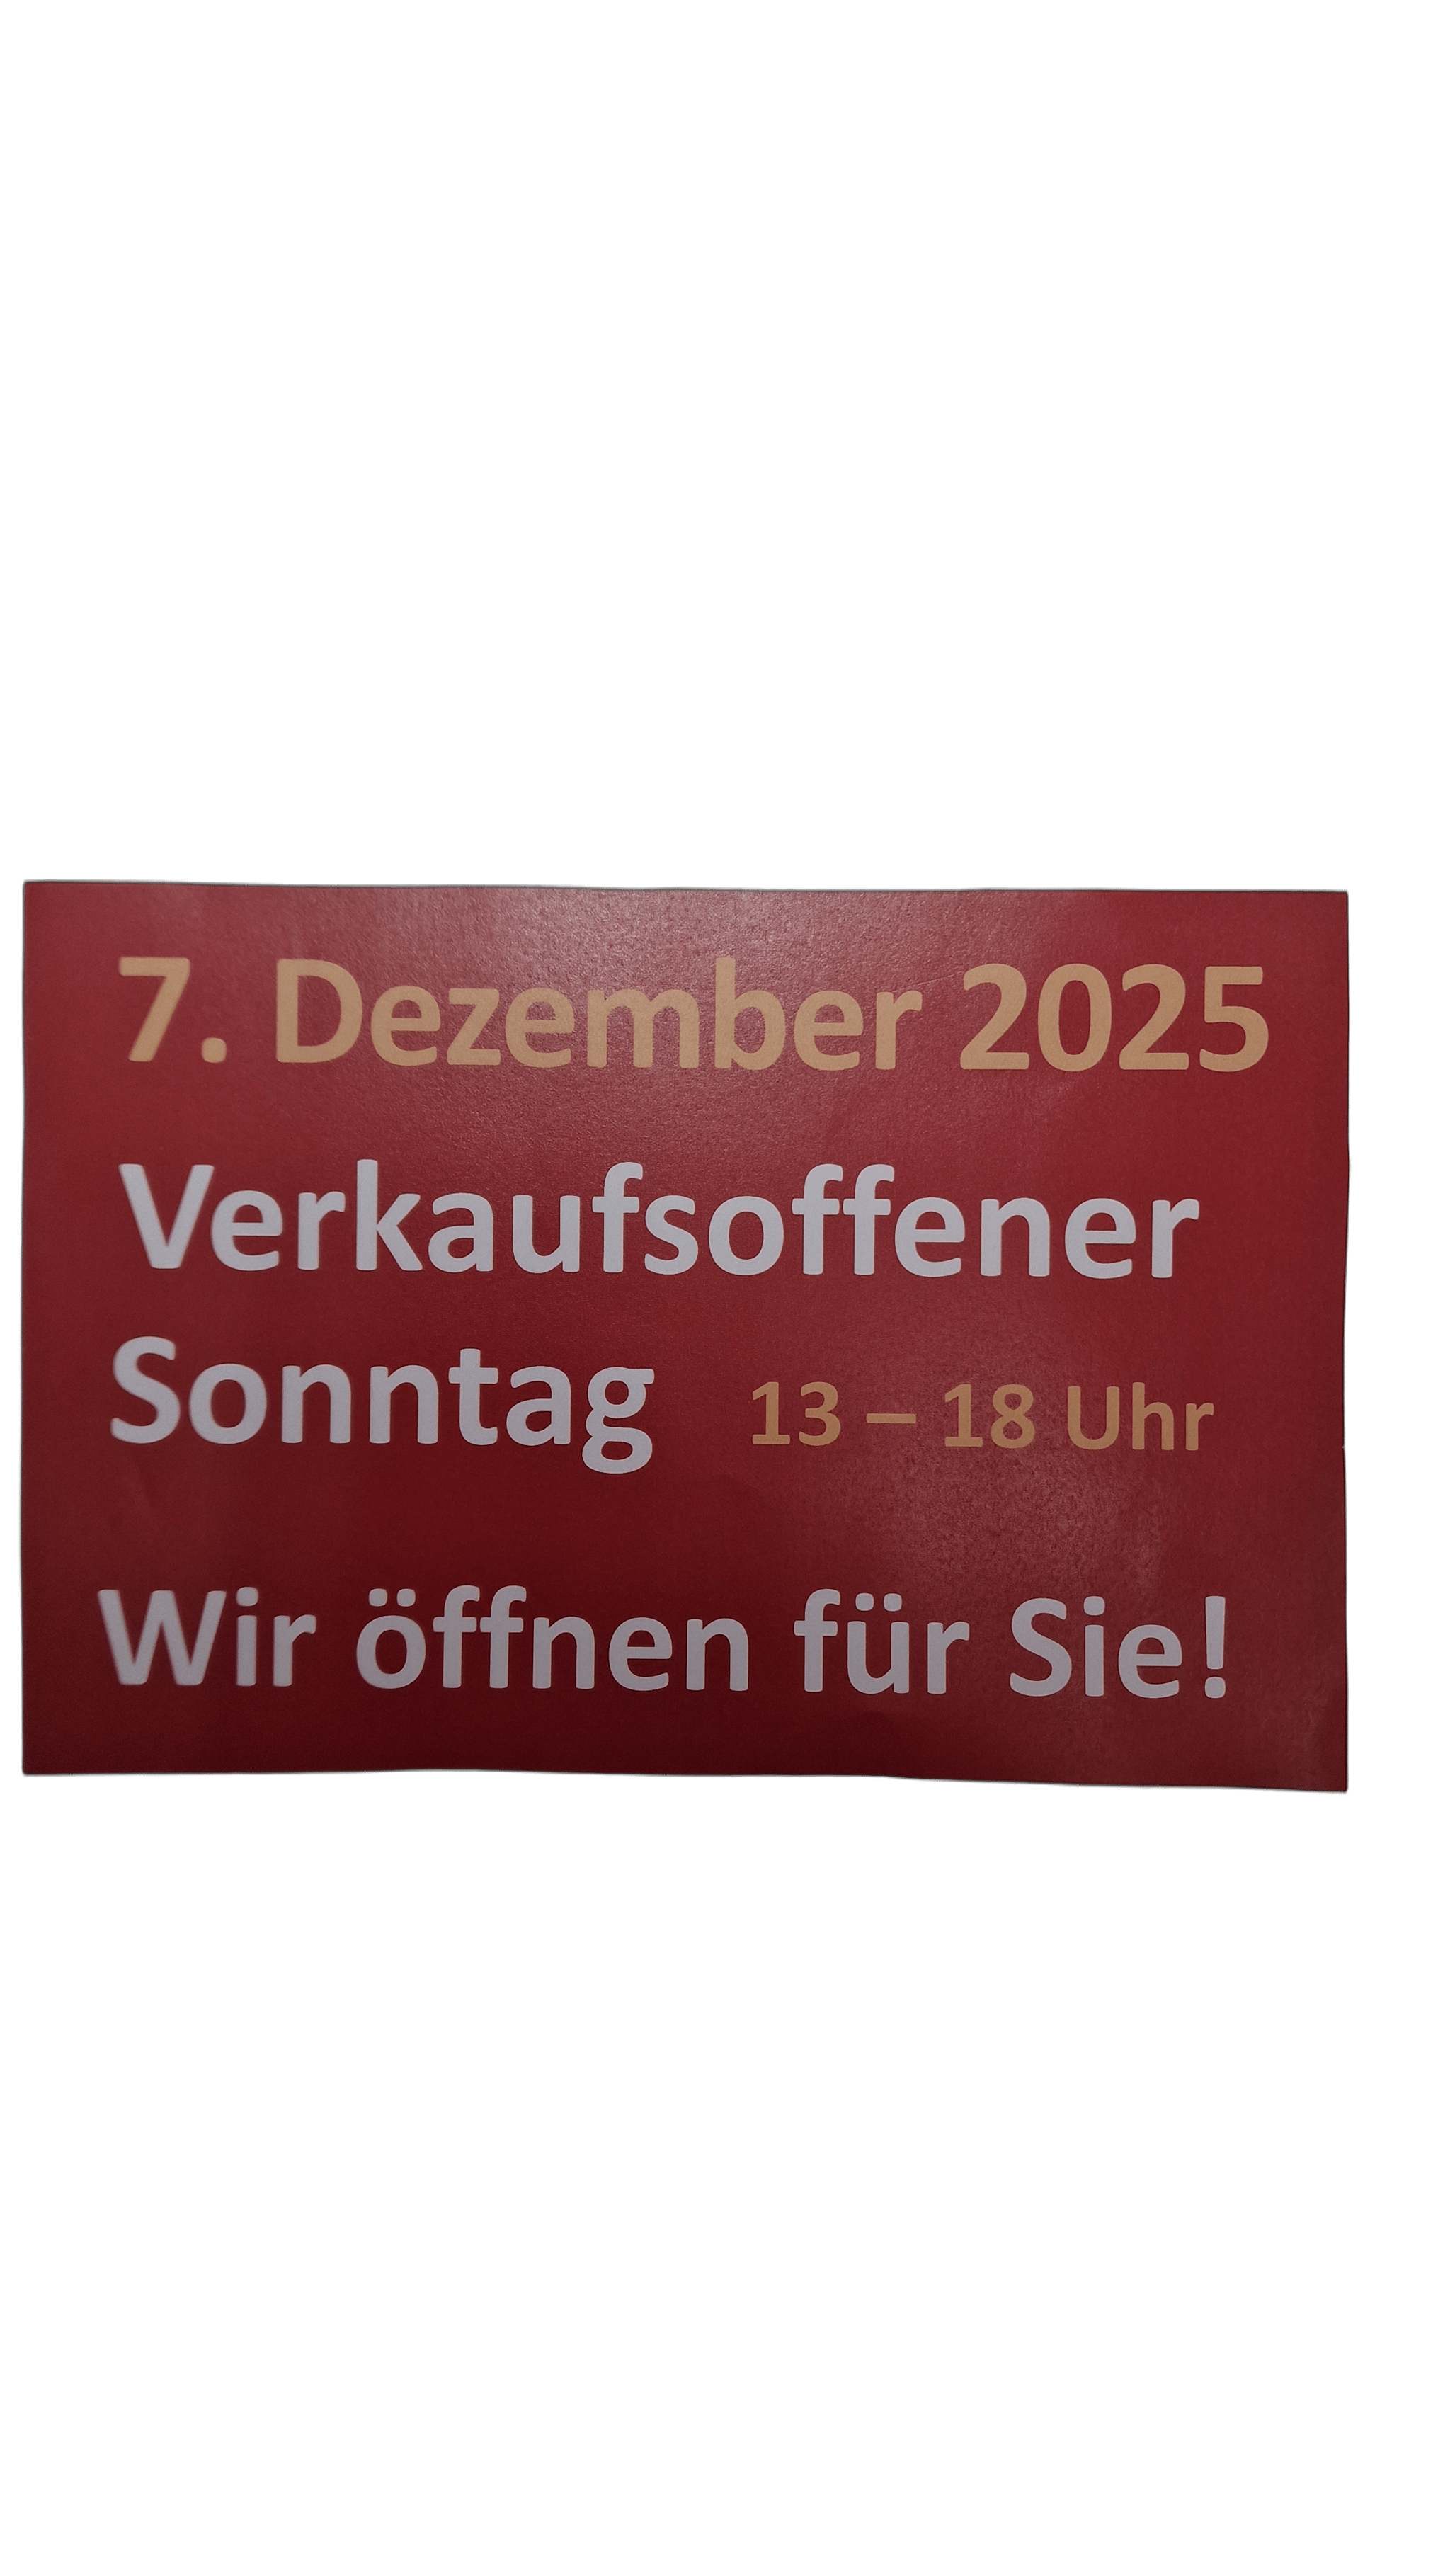 7. Dezember 2025
Verkaufsoffener
Sonntag 13 – 18 Uhr
Wir öffnen für Sie!